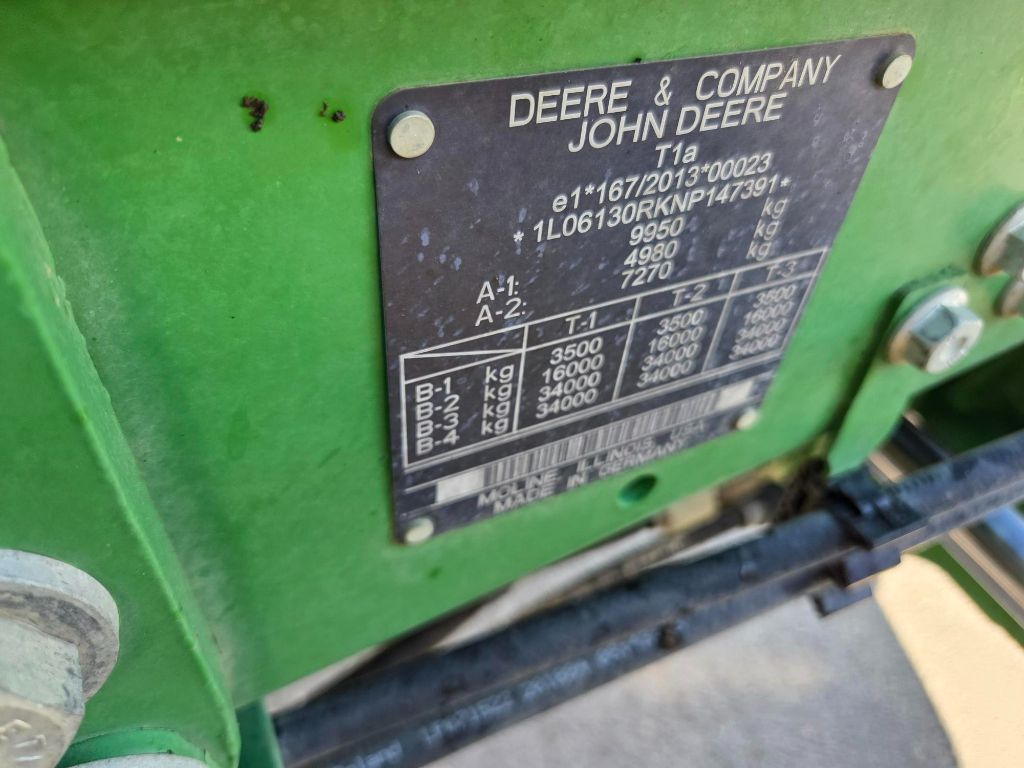 DEERE & COMPANY
JOHN DEERE
T1a
e1*167/2013*00023
*1L06130RKNP147391*
9950 kg
A-1: 4980 kg
A-2: 7270 kg
T-1 T-2 T-3
B-1 kg 3500 3500 3500
B-2 kg 16000 16000 16000
B-3 kg 34000 34000 34000
B-4 kg 34000 34000 34000
MOLINE, ILLINOIS, USA
MADE IN GERMANY